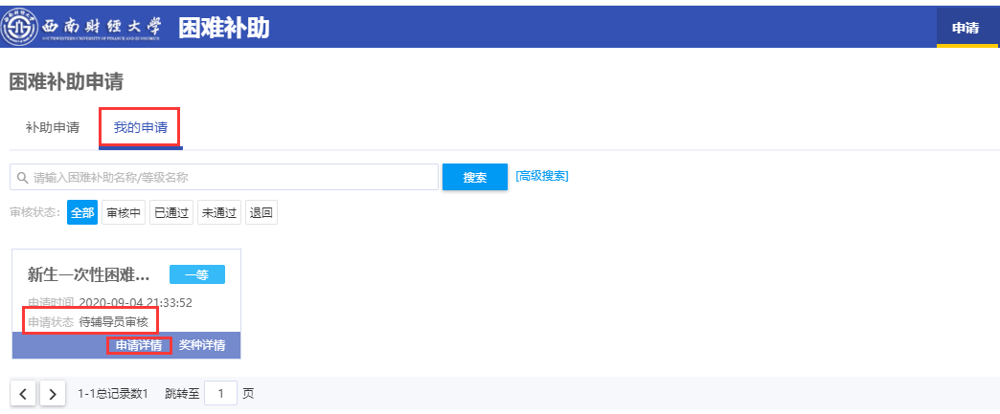 西南财经大学 困难补助 申请
SOUTHWESTERN UNIVERSITY OF FINANCE AND ECONOMICS
困难补助申请
补助申请 我的申请
请输入困难补助名称/等级名称 搜索 [高级搜索]
审核状态: 全部 审核中 已通过 未通过 退回
新生一次性困难... 一等
申请时间 2020-09-04 21:33:52
申请状态 待辅导员审核
申请详情 奖种详情
1-1总记录数1 跳转至 1 页